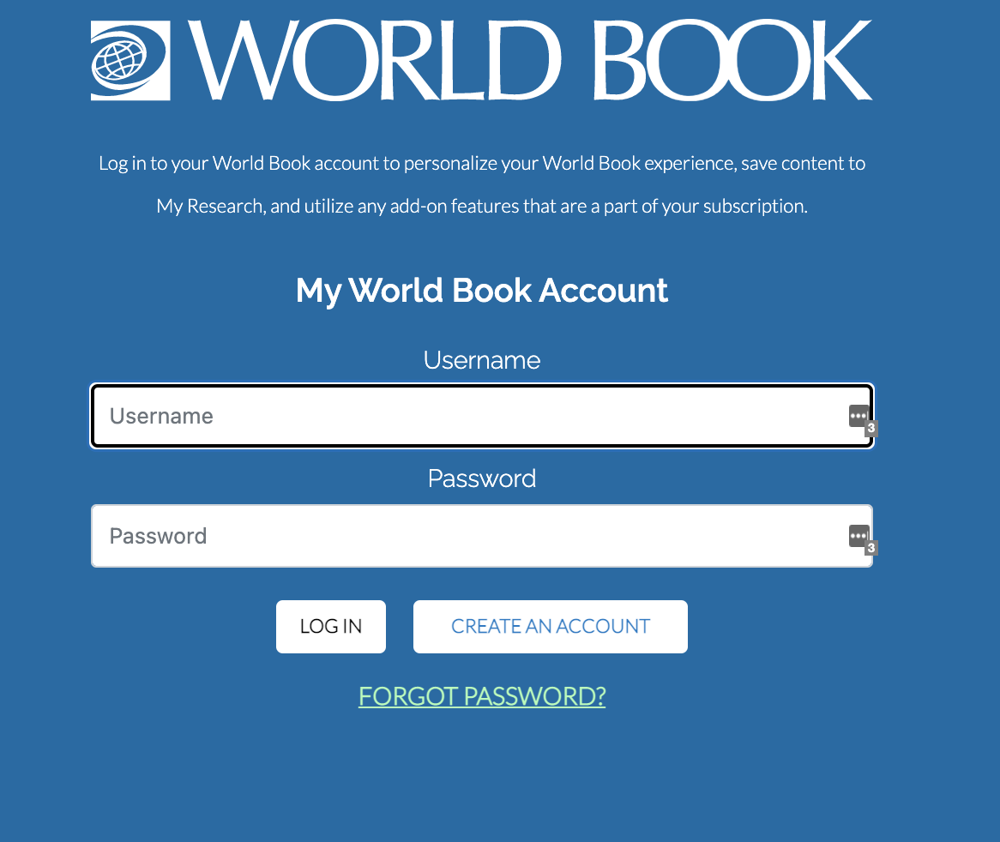 WORLD BOOK
Log in to your World Book account to personalize your World Book experience, save content to
My Research, and utilize any add-on features that are a part of your subscription.
My World Book Account
Username
Username
3
Password
Password
3
LOG IN
CREATE AN ACCOUNT
FORGOT PASSWORD?